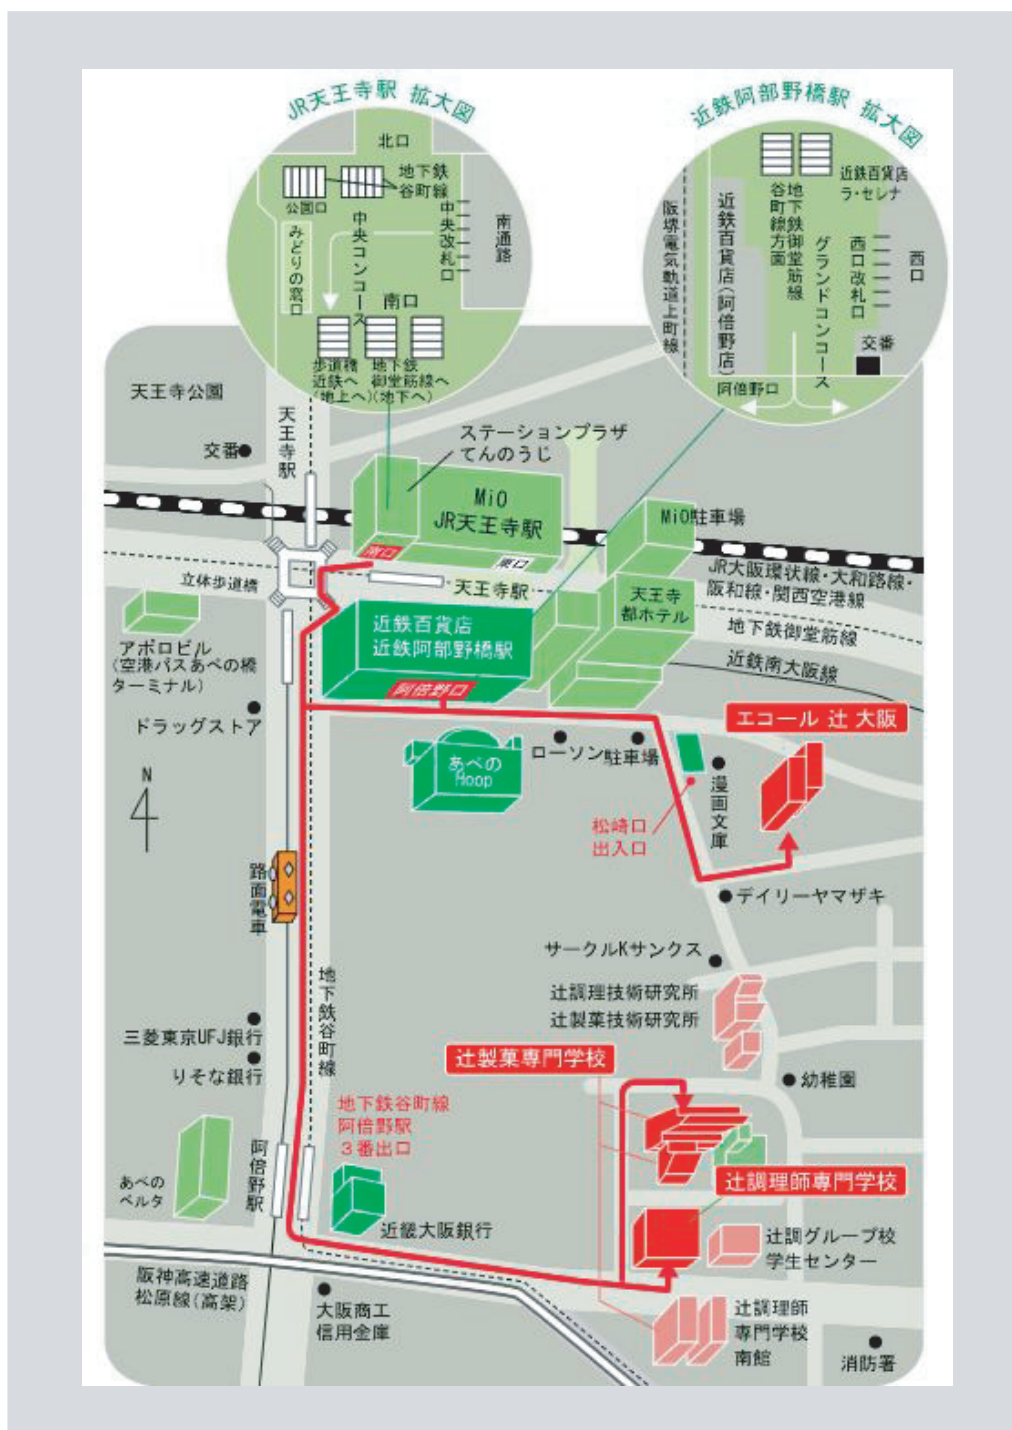 JR天王寺駅 拡大図
北口
地下鉄
谷町線
公園口
みどりの窓口
中央コンコース
中央改札口
南通路
南口
歩道橋
近鉄へ
(地上へ)
地下鉄
御堂筋線へ
(地下へ)
近鉄阿部野橋駅 拡大図
近鉄百貨店
ラ・セレナ
阪堺電気軌道上町線
近鉄百貨店(阿倍野店)
地下鉄御堂筋線
谷町線方面
グランドコンコース
西口改札口
西口
交番
阿倍野口
天王寺公園
交番
天王寺駅
ステーションプラザ
てんのうじ
MiO
JR天王寺駅
南口
東口
MiO駐車場
JR大阪環状線・大和路線・
阪和線・関西空港線
立体歩道橋
天王寺駅
天王寺
都ホテル
地下鉄御堂筋線
近鉄南大阪線
アポロビル
(空港バスあべの橋
ターミナル)
近鉄百貨店
近鉄阿部野橋駅
阿倍野口
ドラッグストア
エコール 辻 大阪
あべの
Hoop
ローソン
駐車場
漫画文庫
松崎口
出入口
N
路面電車
デイリーヤマザキ
サークルKサンクス
地下鉄谷町線
辻調理技術研究所
辻製菓技術研究所
三菱東京UFJ銀行
りそな銀行
辻製菓専門学校
幼稚園
地下鉄谷町線
阿倍野駅
3番出口
阿倍野駅
あべの
ベルタ
近畿大阪銀行
辻調理師専門学校
辻調グループ校
学生センター
阪神高速道路
松原線(高架)
大阪商工
信用金庫
辻調理師
専門学校
南館
消防署